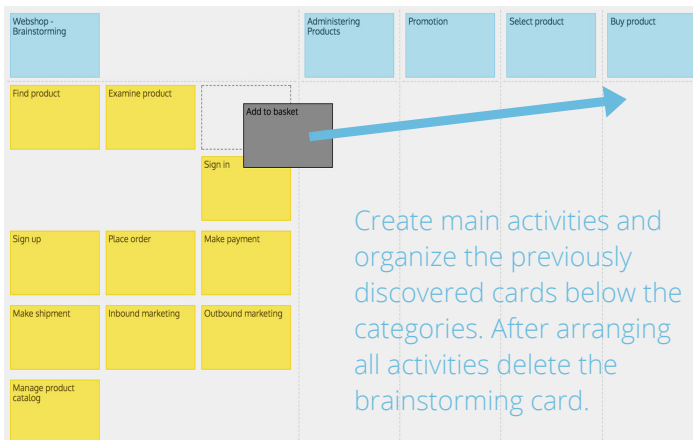 Webshop -
Brainstorming
Administering
Products
Promotion
Select product
Buy product
Find product
Examine product
Add to basket
Sign in
Sign up
Place order
Make payment
Make shipment
Inbound marketing
Outbound marketing
Manage product
catalog
Create main activities and
organize the previously
discovered cards below the
categories. After arranging
all activities delete the
brainstorming card.